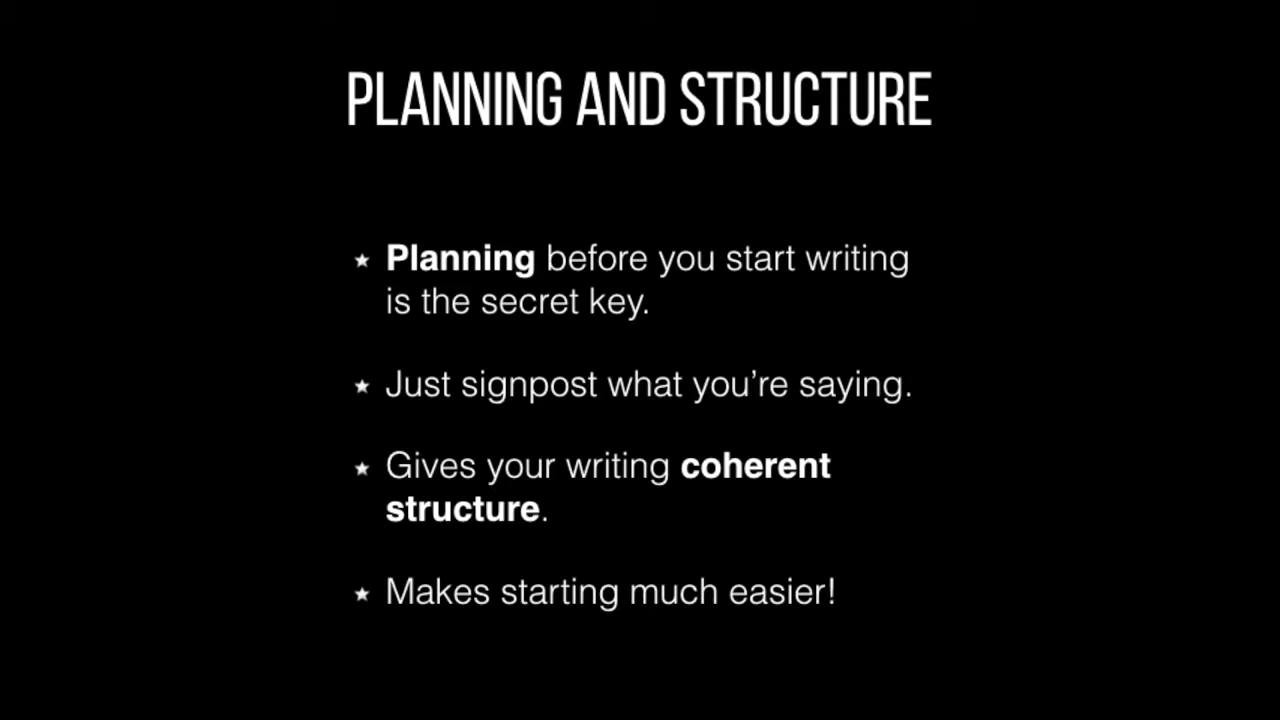 PLANNING AND STRUCTURE
★ Planning before you start writing
is the secret key.
★ Just signpost what you’re saying.
★ Gives your writing coherent
structure.
★ Makes starting much easier!